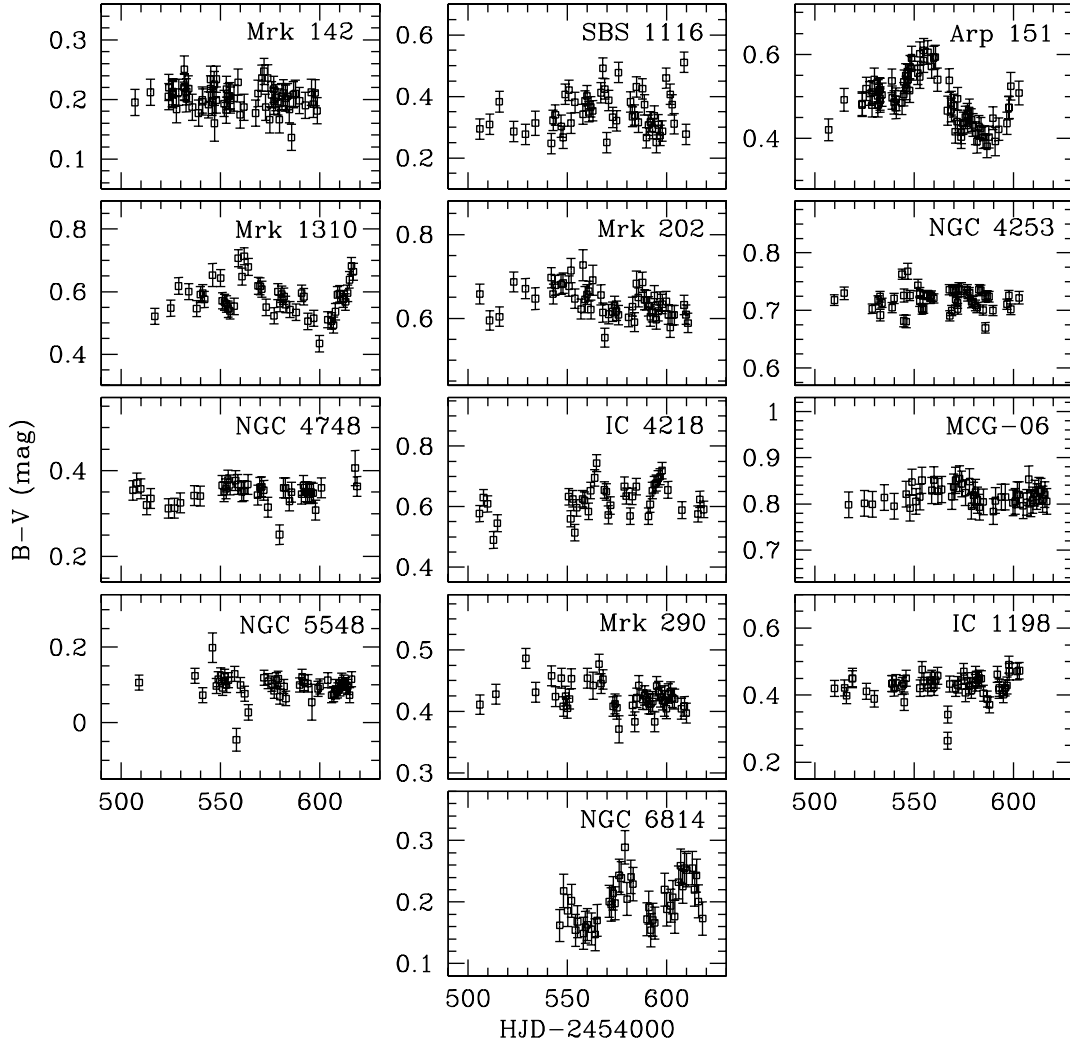 Mrk 142
SBS 1116
Arp 151
0.3
0.2
0.1
0.6
0.4
0.2
0.6
0.4
Mrk 1310
Mrk 202
NGC 4253
0.8
0.6
0.4
0.8
0.6
0.8
0.7
0.6
NGC 4748
IC 4218
MCG-06
0.4
0.2
0.8
0.6
0.4
1
0.9
0.8
0.7
NGC 5548
Mrk 290
IC 1198
0.2
0
0.5
0.4
0.3
0.6
0.4
0.2
500 550 600
500 550 600
NGC 6814
0.3
0.2
0.1
500 550 600
B-V (mag)
HJD-2454000